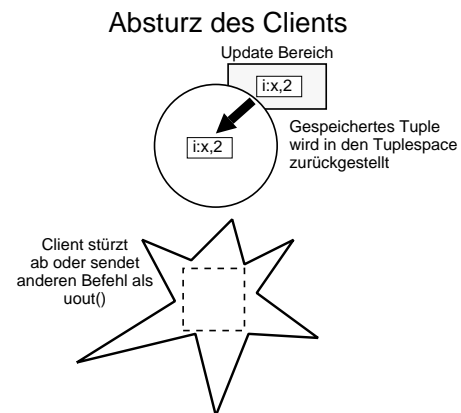 Absturz des Clients
Update Bereich
i:x,2
i:x,2
Gespeichertes Tuple
wird in den Tuplespace
zurückgestellt
Client stürzt
ab oder sendet
anderen Befehl als
uout()